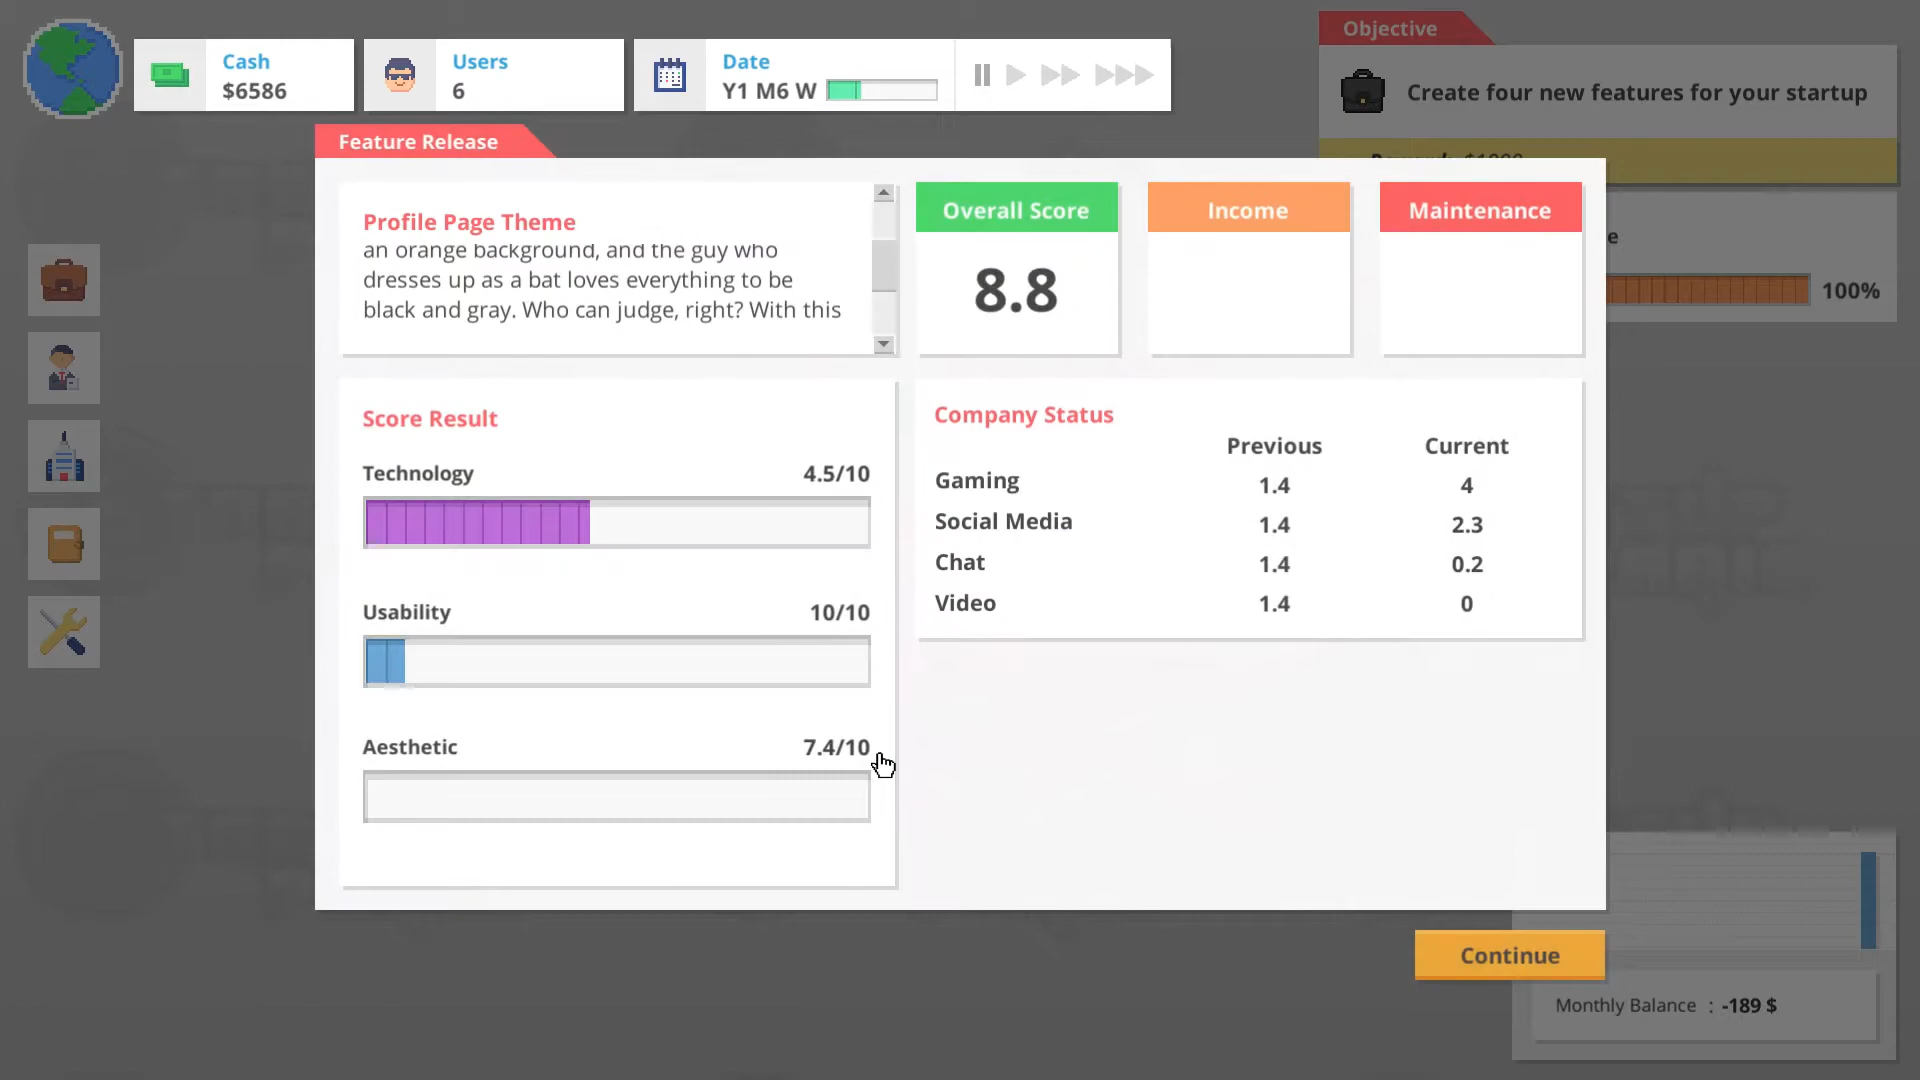 Cash
$6586
Users
6
Date
Y1 M6 W
Objective
Create four new features for your startup
Feature Release
Profile Page Theme
an orange background, and the guy who
dresses up as a bat loves everything to be
black and gray. Who can judge, right? With this
Overall Score
8.8
Income
Maintenance
e
100%
Score Result
Technology 4.5/10
Usability 10/10
Aesthetic 7.4/10
Company Status
Previous Current
Gaming 1.4 4
Social Media 1.4 2.3
Chat 1.4 0.2
Video 1.4 0
Continue
Monthly Balance : -189 $